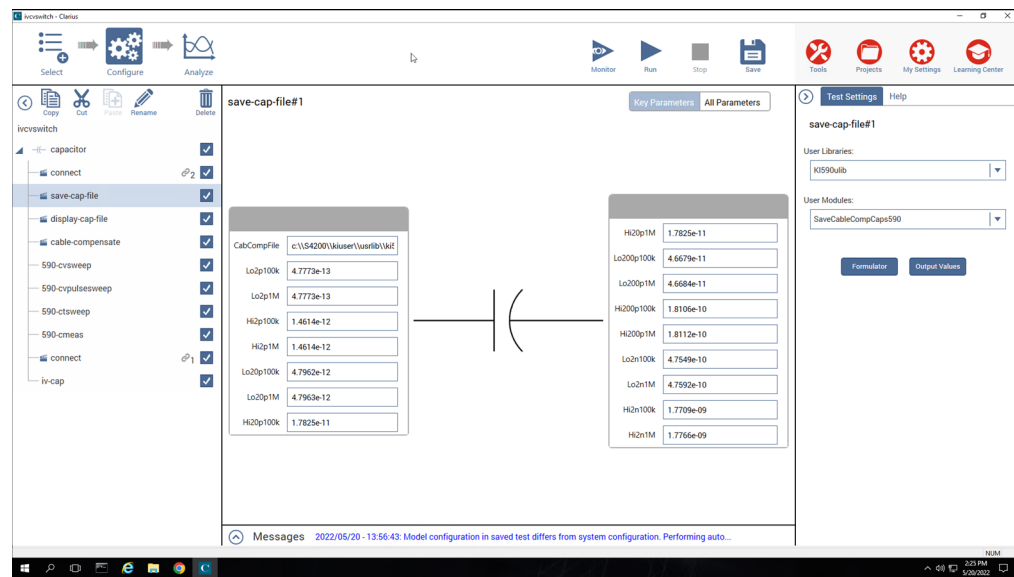 ivcvswitch - Clarius
Select
Configure
Analyze
Monitor
Run
Stop
Save
Tools
Projects
My Settings
Learning Center
Copy
Cut
Paste
Rename
Delete
ivcvswitch
capacitor
connect
2
save-cap-file
display-cap-file
cable-compensate
590-cvsweep
590-cvpulsesweep
590-ctsweep
590-cmeas
connect
1
iv-cap
save-cap-file#1
Key Parameters
All Parameters
CabCompFile c:\\S4200\\kiuser\\usrlib\\ki5
Lo2p100k 4.7773e-13
Lo2p1M 4.7773e-13
Hi2p100k 1.4614e-12
Hi2p1M 1.4614e-12
Lo20p100k 4.7962e-12
Lo20p1M 4.7963e-12
Hi20p100k 1.7825e-11
Hi20p1M 1.7825e-11
Lo200p100k 4.6679e-11
Lo200p1M 4.6684e-11
Hi200p100k 1.8106e-10
Hi200p1M 1.8112e-10
Lo2n100k 4.7549e-10
Lo2n1M 4.7592e-10
Hi2n100k 1.7709e-09
Hi2n1M 1.7766e-09
Messages 2022/05/20 - 13:56:43: Model configuration in saved test differs from system configuration. Performing auto...
Test Settings
Help
save-cap-file#1
User Libraries:
KI590ulib
User Modules:
SaveCableCompCaps590
Formulator
Output Values
NUM
2:25 PM
5/20/2022